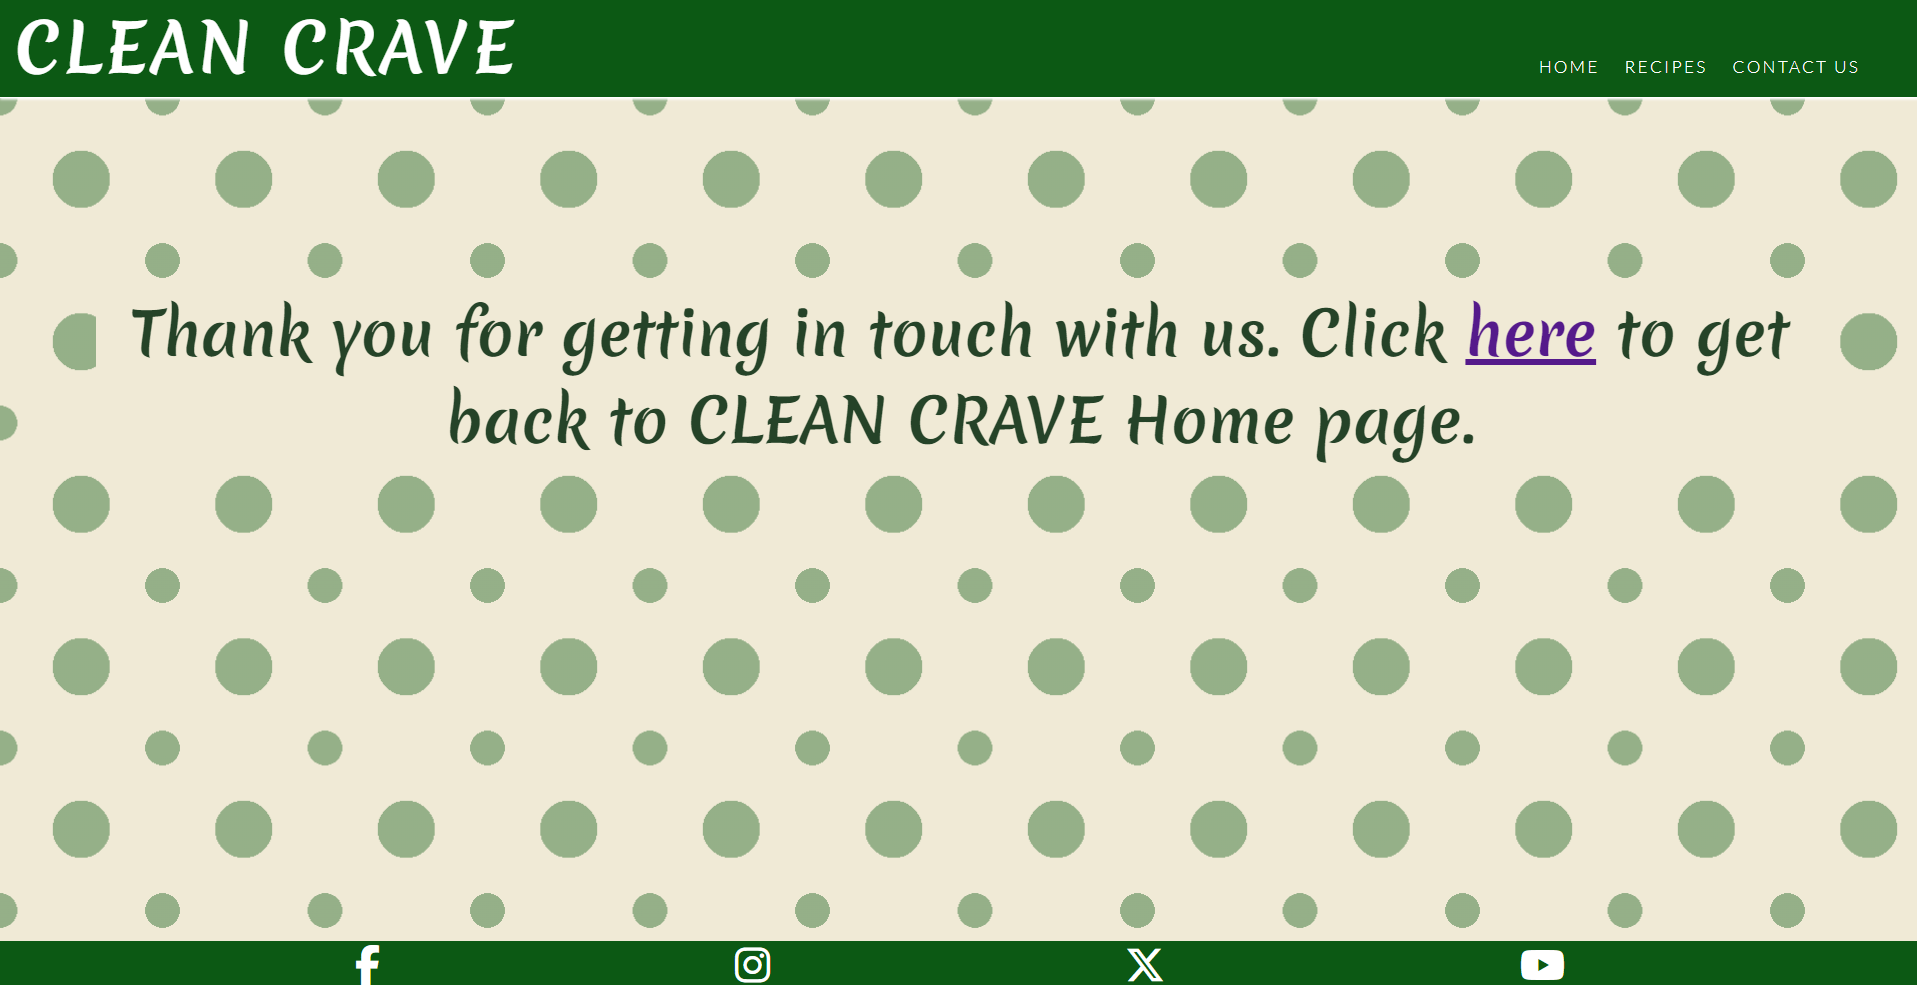 CLEAN CRAVE
HOME RECIPES CONTACT US
Thank you for getting in touch with us. Click here to get
back to CLEAN CRAVE Home page.